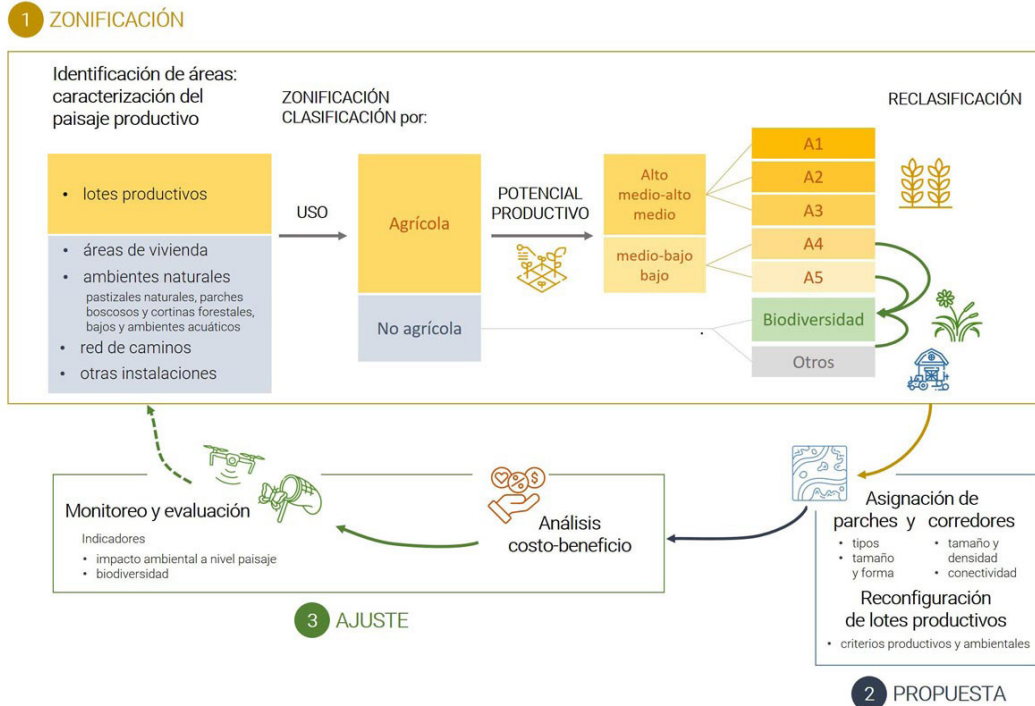 1 ZONIFICACIÓN
Identificación de áreas:
caracterización del
paisaje productivo
ZONIFICACIÓN
CLASIFICACIÓN por:
RECLASIFICACIÓN
• lotes productivos
• áreas de vivienda
• ambientes naturales
pastizales naturales, parches
boscosos y cortinas forestales,
bajos y ambientes acuáticos
• red de caminos
• otras instalaciones
USO
Agrícola
No agrícola
POTENCIAL
PRODUCTIVO
Alto
medio-alto
medio
medio-bajo
bajo
A1
A2
A3
A4
A5
Biodiversidad
Otros
Asignación de
parches y corredores
• tipos
• tamaño
y forma
• tamaño y
densidad
• conectividad
Reconfiguración
de lotes productivos
• criterios productivos y ambientales
2 PROPUESTA
Análisis
costo-beneficio
Monitoreo y evaluación
Indicadores
• impacto ambiental a nivel paisaje
• biodiversidad
3 AJUSTE